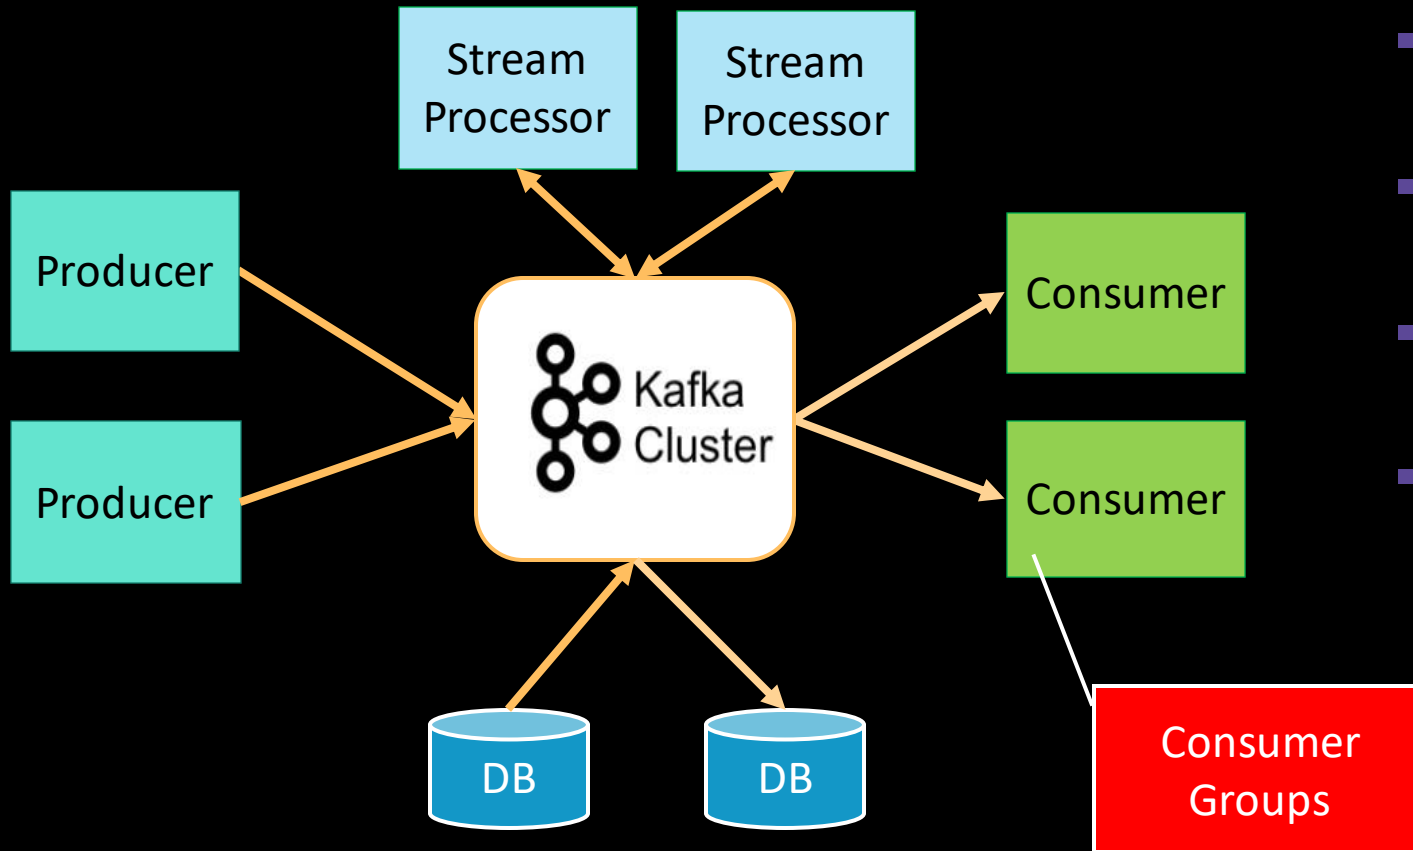 Stream
Processor
Stream
Processor
Producer
Consumer
Kafka
Cluster
Producer
Consumer
DB
DB
Consumer
Groups